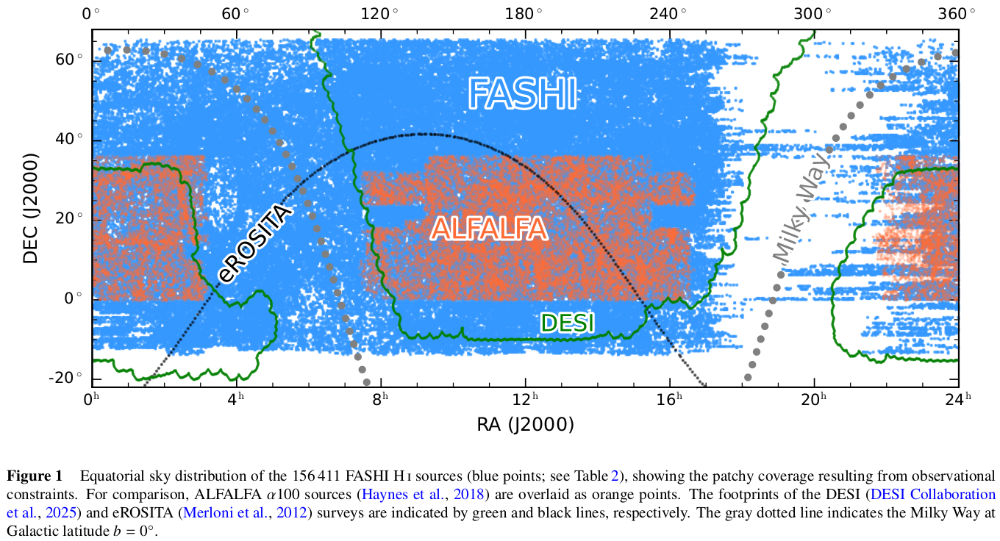 0° 60° 120° 180° 240° 300° 360°
60°
FASHI
40°
DEC (J2000)
Milky Way
20°
eROSITA
ALFALFA
0°
DESI
-20°
0ʰ 4ʰ 8ʰ 12ʰ 16ʰ 20ʰ 24ʰ
RA (J2000)
Figure 1 Equatorial sky distribution of the 156 411 FASHI H I sources (blue points; see Table 2), showing the patchy coverage resulting from observational
constraints. For comparison, ALFALFA α100 sources (Haynes et al., 2018) are overlaid as orange points. The footprints of the DESI (DESI Collaboration
et al., 2025) and eROSITA (Merloni et al., 2012) surveys are indicated by green and black lines, respectively. The gray dotted line indicates the Milky Way at
Galactic latitude b = 0°.